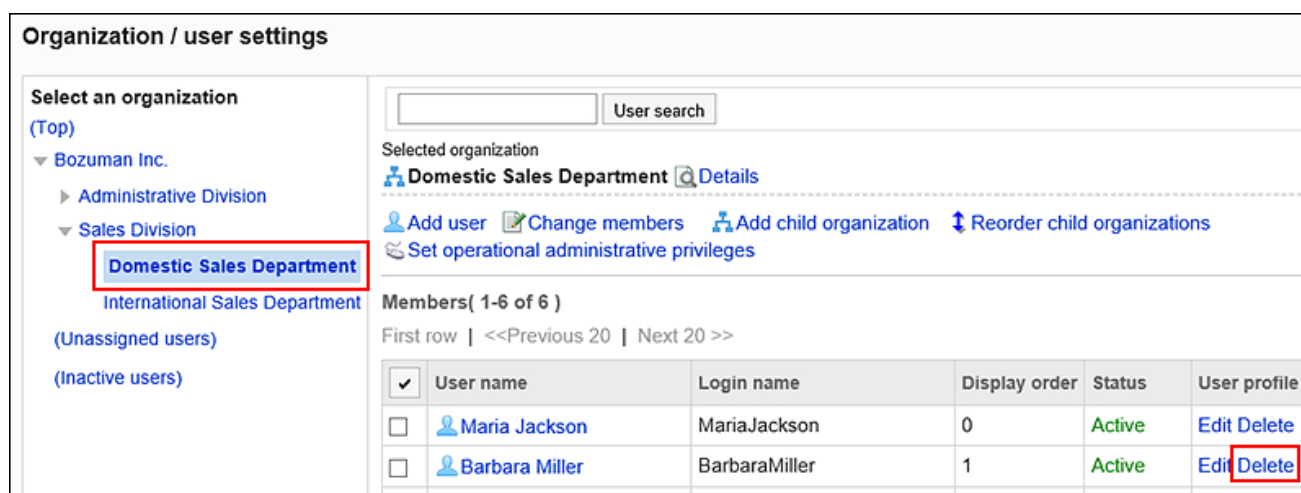 Organization / user settings
Select an organization
(Top)
Bozuman Inc.
Administrative Division
Sales Division
Domestic Sales Department
International Sales Department
(Unassigned users)
(Inactive users)
User search
Selected organization
Domestic Sales Department Details
Add user Change members Add child organization Reorder child organizations
Set operational administrative privileges
Members( 1-6 of 6 )
First row | <<Previous 20 | Next 20 >>
User name Login name Display order Status User profile
Maria Jackson MariaJackson 0 Active Edit Delete
Barbara Miller BarbaraMiller 1 Active Edit Delete